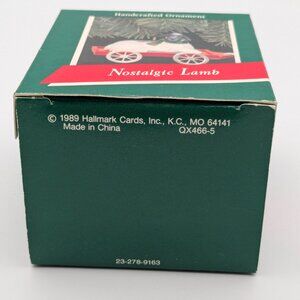 Handcrafted Ornament
Nostalgic Lamb
© 1989 Hallmark Cards, Inc., K.C., MO 64141
Made in China QX466-5
23-278-9163